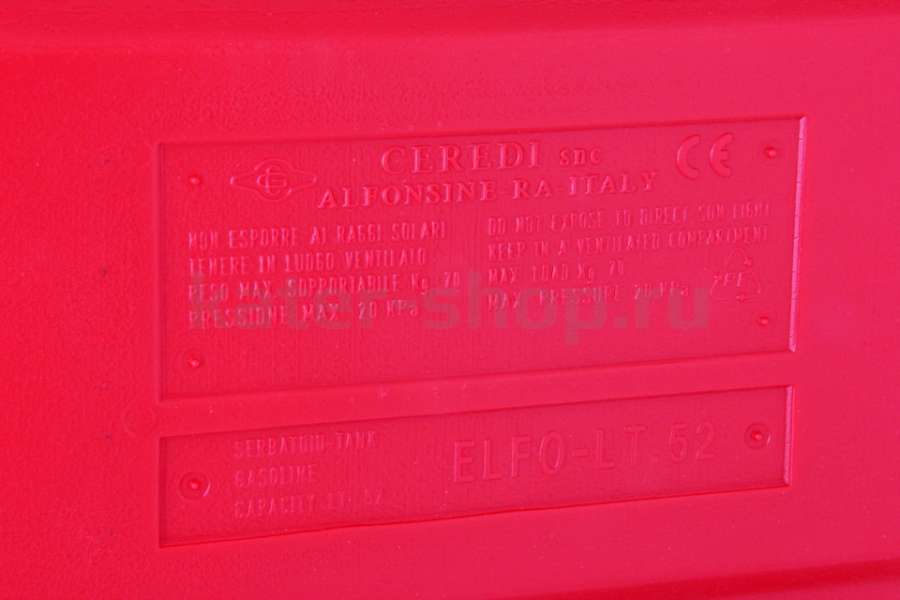 CEREDI snc
ALFONSINE RA-ITALY
CE
NON ESPORRE AI RAGGI SOLARI
TENERE IN LUOGO VENTILATO
PESO MAX. SOPPORTABILE Kg. 70
PRESSIONE MAX. 20 KPa
DO NOT EXPOSE TO DIRECT SUN LIGHT
KEEP IN A VENTILATED COMPARTMENT
MAX. LOAD Kg. 70
MAX. PRESSURE 20 KPa
SERBATOIO-TANK
GASOLINE
CAPACITY LT. 52
ELFO-LT.52